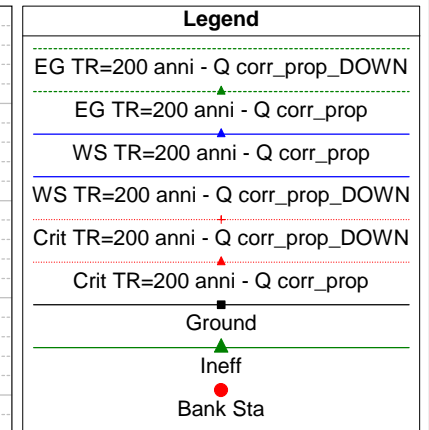 Legend
EG TR=200 anni - Q corr_prop_DOWN
EG TR=200 anni - Q corr_prop
WS TR=200 anni - Q corr_prop
WS TR=200 anni - Q corr_prop_DOWN
Crit TR=200 anni - Q corr_prop_DOWN
Crit TR=200 anni - Q corr_prop
Ground
Ineff
Bank Sta